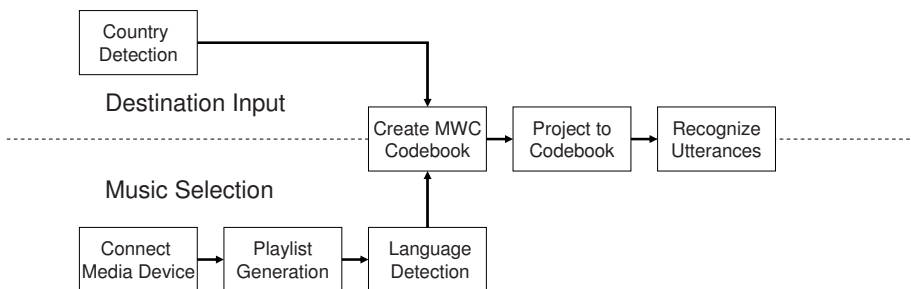 Country
Detection
Destination Input
Create MWC
Codebook
Project to
Codebook
Recognize
Utterances
Music Selection
Connect
Media Device
Playlist
Generation
Language
Detection